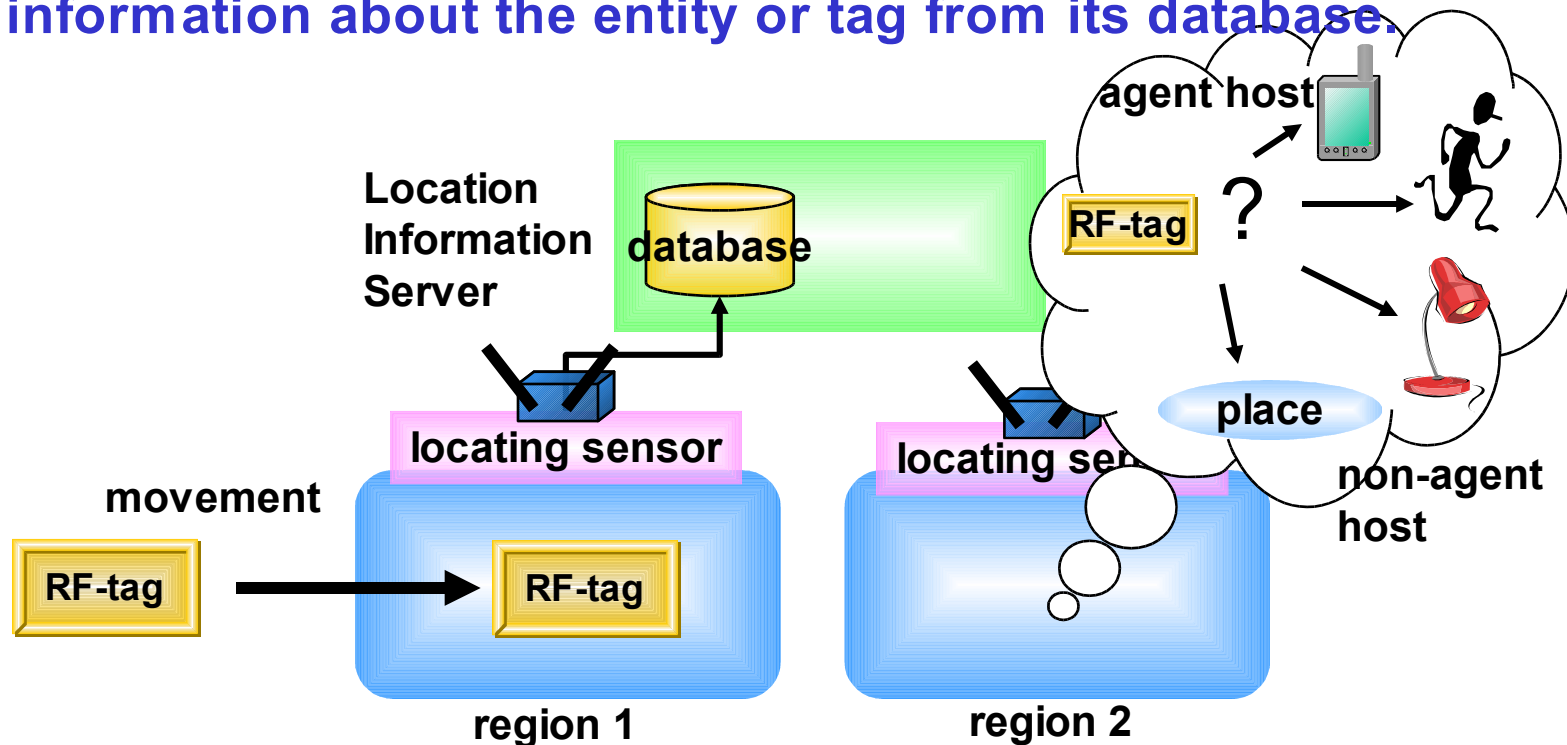 information about the entity or tag from its database.
agent host
Location
Information
Server
database
RF-tag
?
place
locating sensor
locating sen
non-agent
host
movement
RF-tag
RF-tag
region 1
region 2